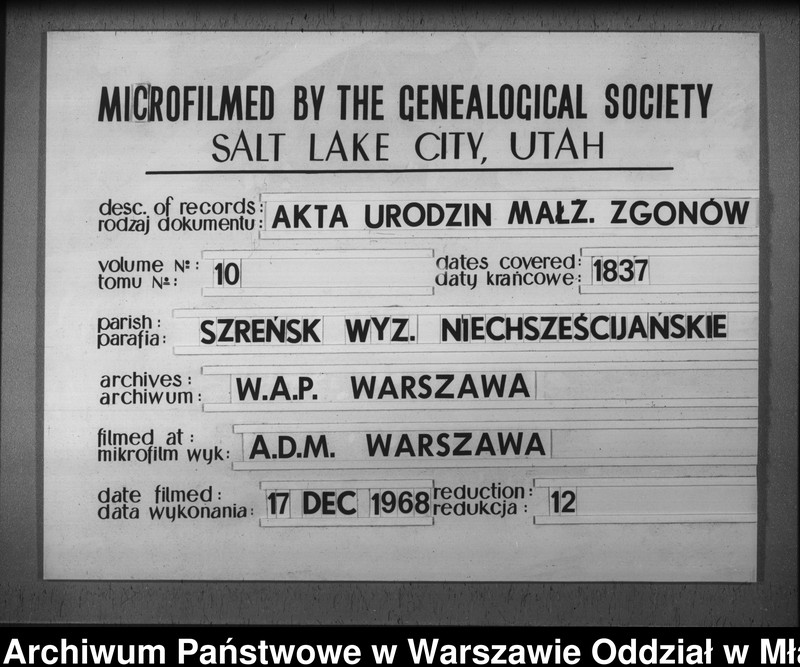 MICROFILMED BY THE GENEALOGICAL SOCIETY
SALT LAKE CITY, UTAH
desc. of records:
rodzaj dokumentu: AKTA URODZIN MAŁŻ. ZGONÓW
volume Nº: dates covered:
tomu Nº: 10 daty krańcowe: 1837
parish:
parafia: SZREŃSK WYZ. NIECHSZEŚCIJAŃSKIE
archives:
archiwum: W.A.P. WARSZAWA
filmed at:
mikrofilm wyk: A.D.M. WARSZAWA
date filmed: reduction:
data wykonania: 17 DEC 1968 redukcja: 12
Archiwum Państwowe w Warszawie Oddział w